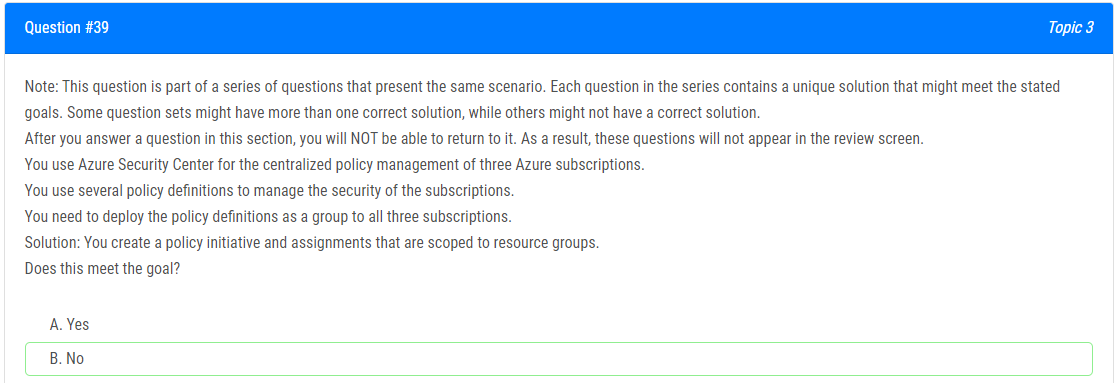 Question #39
Topic 3
Note: This question is part of a series of questions that present the same scenario. Each question in the series contains a unique solution that might meet the stated
goals. Some question sets might have more than one correct solution, while others might not have a correct solution.
After you answer a question in this section, you will NOT be able to return to it. As a result, these questions will not appear in the review screen.
You use Azure Security Center for the centralized policy management of three Azure subscriptions.
You use several policy definitions to manage the security of the subscriptions.
You need to deploy the policy definitions as a group to all three subscriptions.
Solution: You create a policy initiative and assignments that are scoped to resource groups.
Does this meet the goal?
A. Yes
B. No